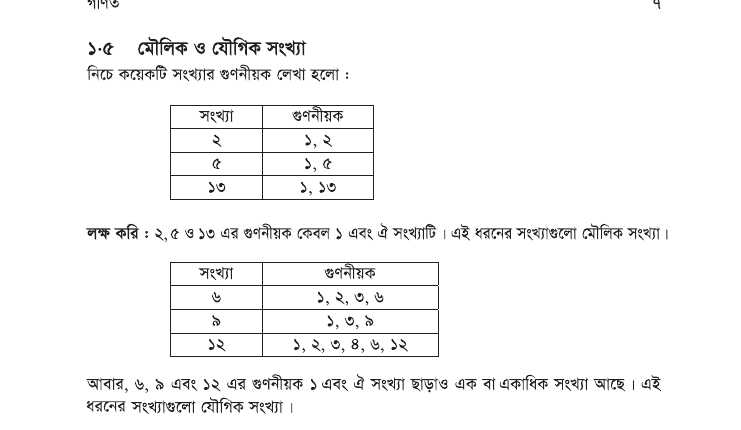 গণিত ৭
১·৫ মৌলিক ও যৌগিক সংখ্যা
নিচে কয়েকটি সংখ্যার গুণনীয়ক লেখা হলো :
সংখ্যা গুণনীয়ক
২ ১, ২
৫ ১, ৫
১৩ ১, ১৩
লক্ষ করি : ২, ৫ ও ১৩ এর গুণনীয়ক কেবল ১ এবং ঐ সংখ্যাটি। এই ধরনের সংখ্যাগুলো মৌলিক সংখ্যা।
সংখ্যা গুণনীয়ক
৬ ১, ২, ৩, ৬
৯ ১, ৩, ৯
১২ ১, ২, ৩, ৪, ৬, ১২
আবার, ৬, ৯ এবং ১২ এর গুণনীয়ক ১ এবং ঐ সংখ্যা ছাড়াও এক বা একাধিক সংখ্যা আছে। এই
ধরনের সংখ্যাগুলো যৌগিক সংখ্যা।